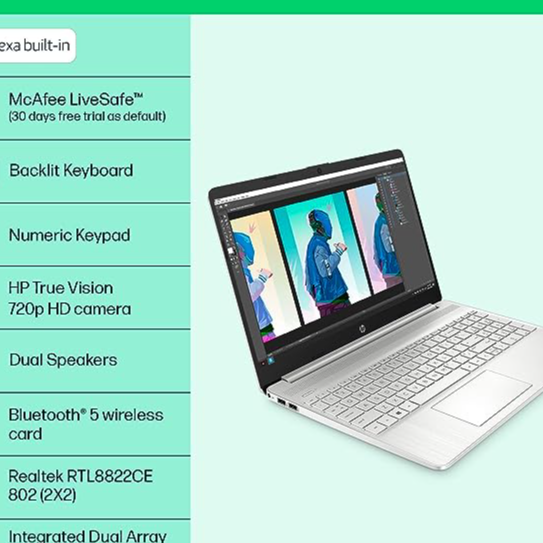 exa built-in
McAfee LiveSafe™
(30 days free trial as default)
Backlit Keyboard
Numeric Keypad
HP True Vision
720p HD camera
Dual Speakers
Bluetooth® 5 wireless
card
Realtek RTL8822CE
802 (2X2)
Integrated Dual Array
hp